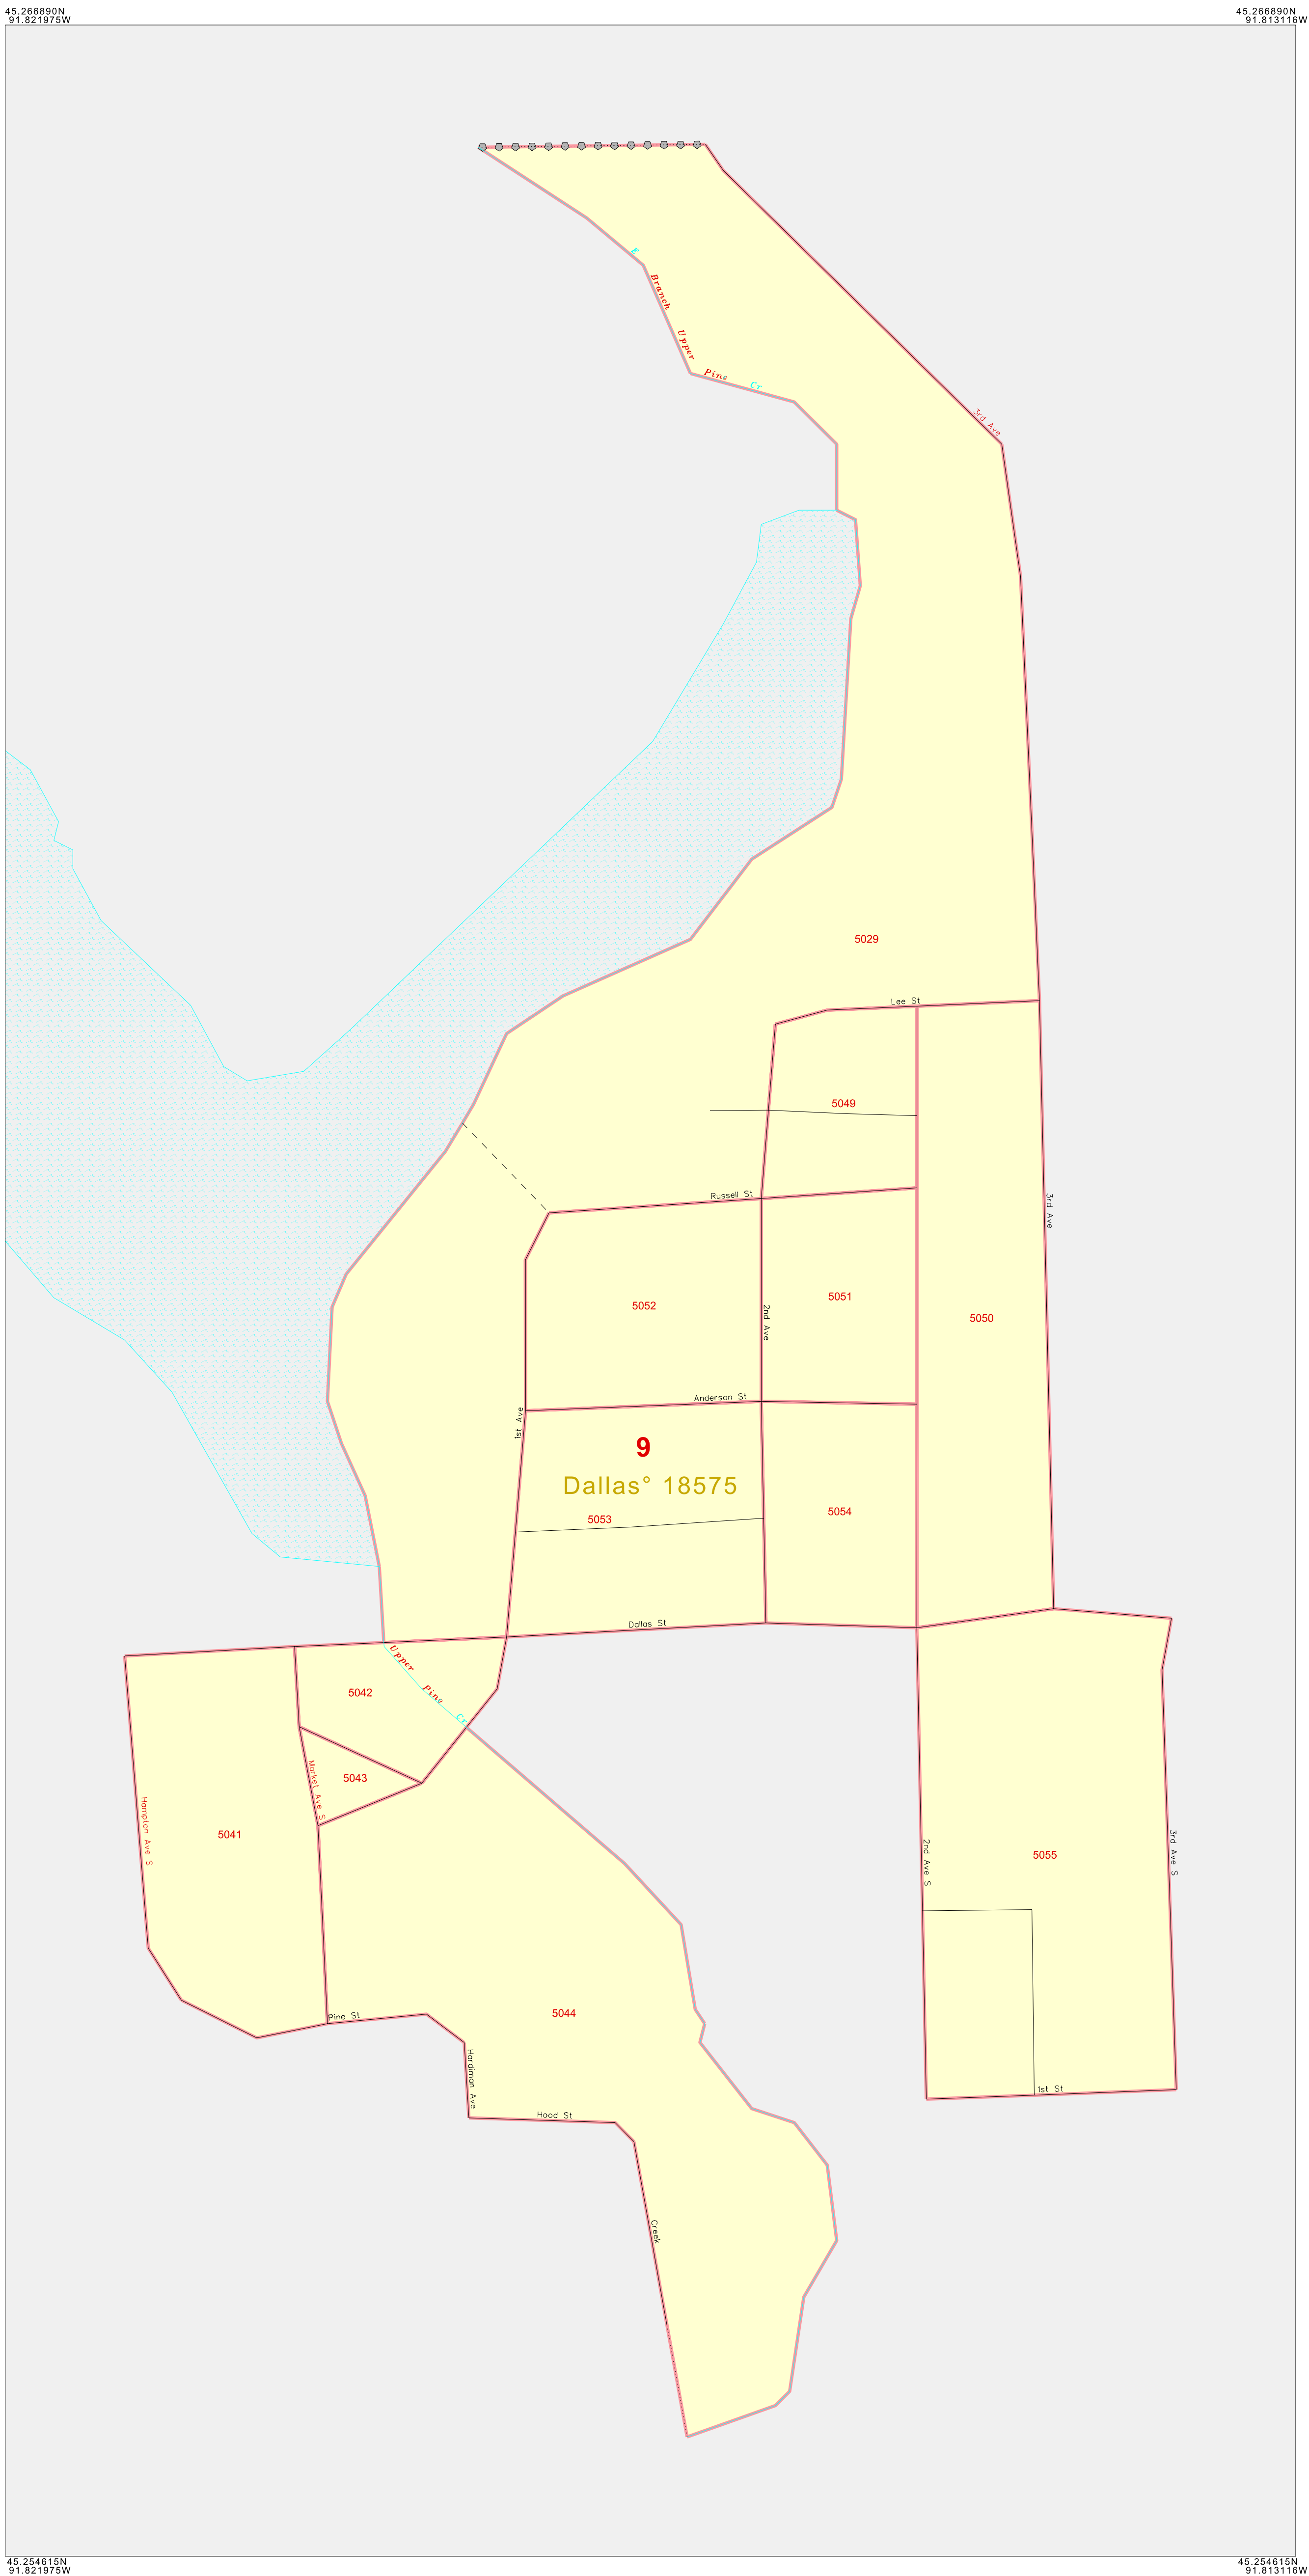 45.266890N
91.821975W
45.266890N
91.813116W
E Branch Upper Pine Cr
3rd Ave
5029
Lee St
5049
Russell St
3rd Ave
5052
5051
2nd Ave
5050
Anderson St
1st Ave
9
Dallas° 18575
5053
5054
Dallas St
Upper Pine Cr
5042
5043
Market Ave S
Hampton Ave S
5041
2nd Ave S
5055
3rd Ave S
5044
Pine St
Hardiman Ave
1st St
Hood St
Creek
45.254615N
91.821975W
45.254615N
91.813116W